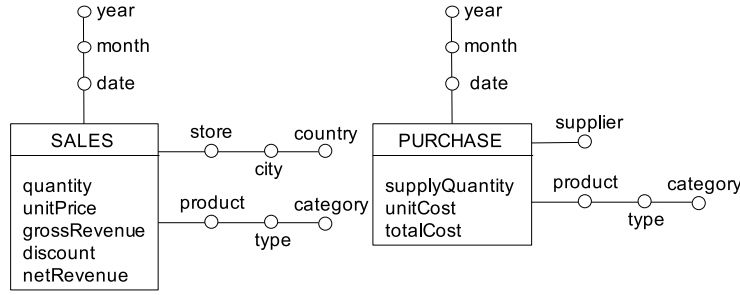 year
month
date
SALES
quantity
unitPrice
grossRevenue
discount
netRevenue
store
city
country
product
type
category
year
month
date
PURCHASE
supplyQuantity
unitCost
totalCost
supplier
product
type
category